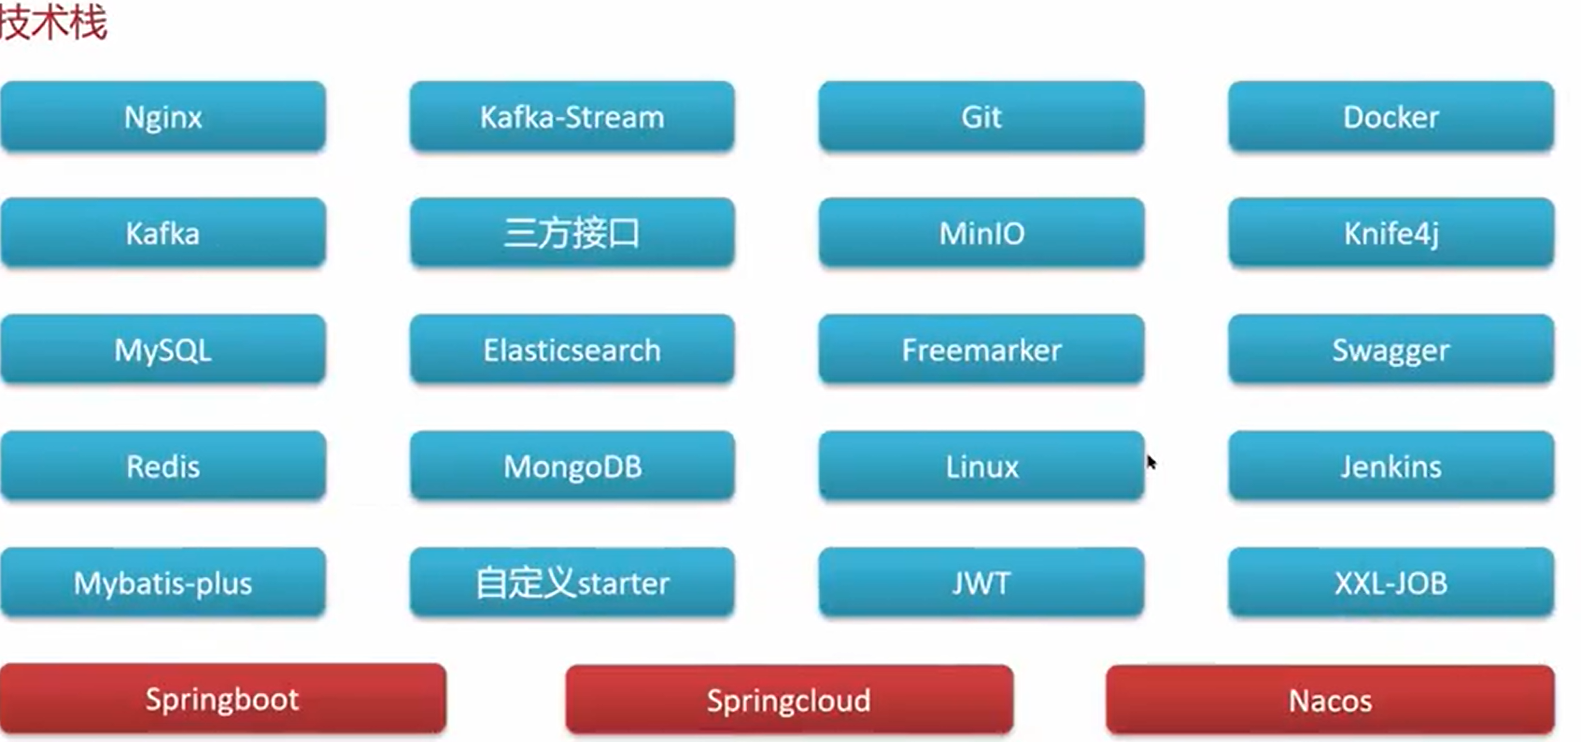 技术栈
Nginx
Kafka-Stream
Git
Docker
Kafka
三方接口
MinIO
Knife4j
MySQL
Elasticsearch
Freemarker
Swagger
Redis
MongoDB
Linux
Jenkins
Mybatis-plus
自定义starter
JWT
XXL-JOB
Springboot
Springcloud
Nacos